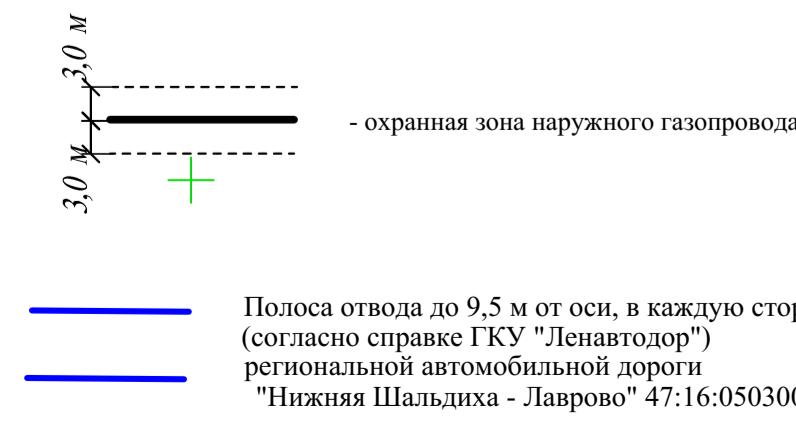 3,0 м
- охранная зона наружного газопровода
3,0 м
Полоса отвода до 9,5 м от оси, в каждую стор
(согласно справке ГКУ "Ленавтодор")
региональной автомобильной дороги
"Нижняя Шальдиха - Лаврово" 47:16:050300